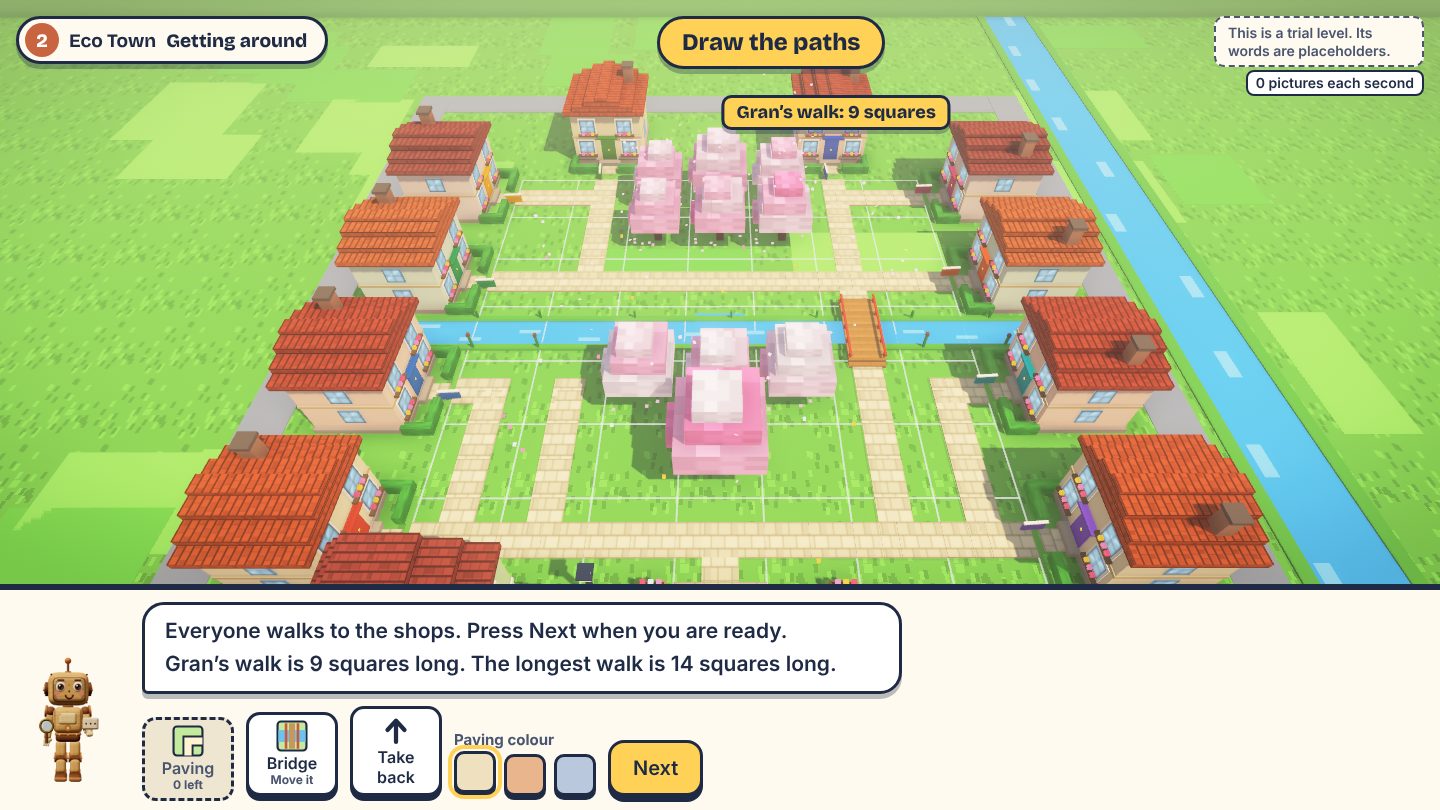 2 Eco Town Getting around
Draw the paths
This is a trial level. Its
words are placeholders.
0 pictures each second
Gran’s walk: 9 squares
Everyone walks to the shops. Press Next when you are ready.
Gran’s walk is 9 squares long. The longest walk is 14 squares long.
Paving
0 left
Bridge
Move it
Take
back
Paving colour
Next